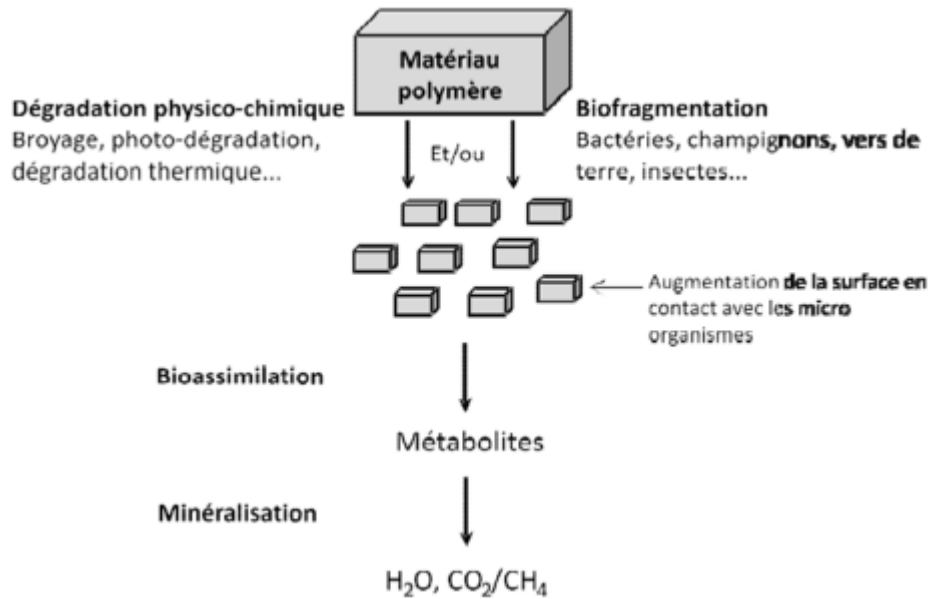 Matériau
polymère
Dégradation physico-chimique
Broyage, photo-dégradation,
dégradation thermique...
Et/ou
Biofragmentation
Bactéries, champignons, vers de
terre, insectes...
Augmentation de la surface en
contact avec les micro
organismes
Bioassimilation
Métabolites
Minéralisation
H₂O, CO₂/CH₄